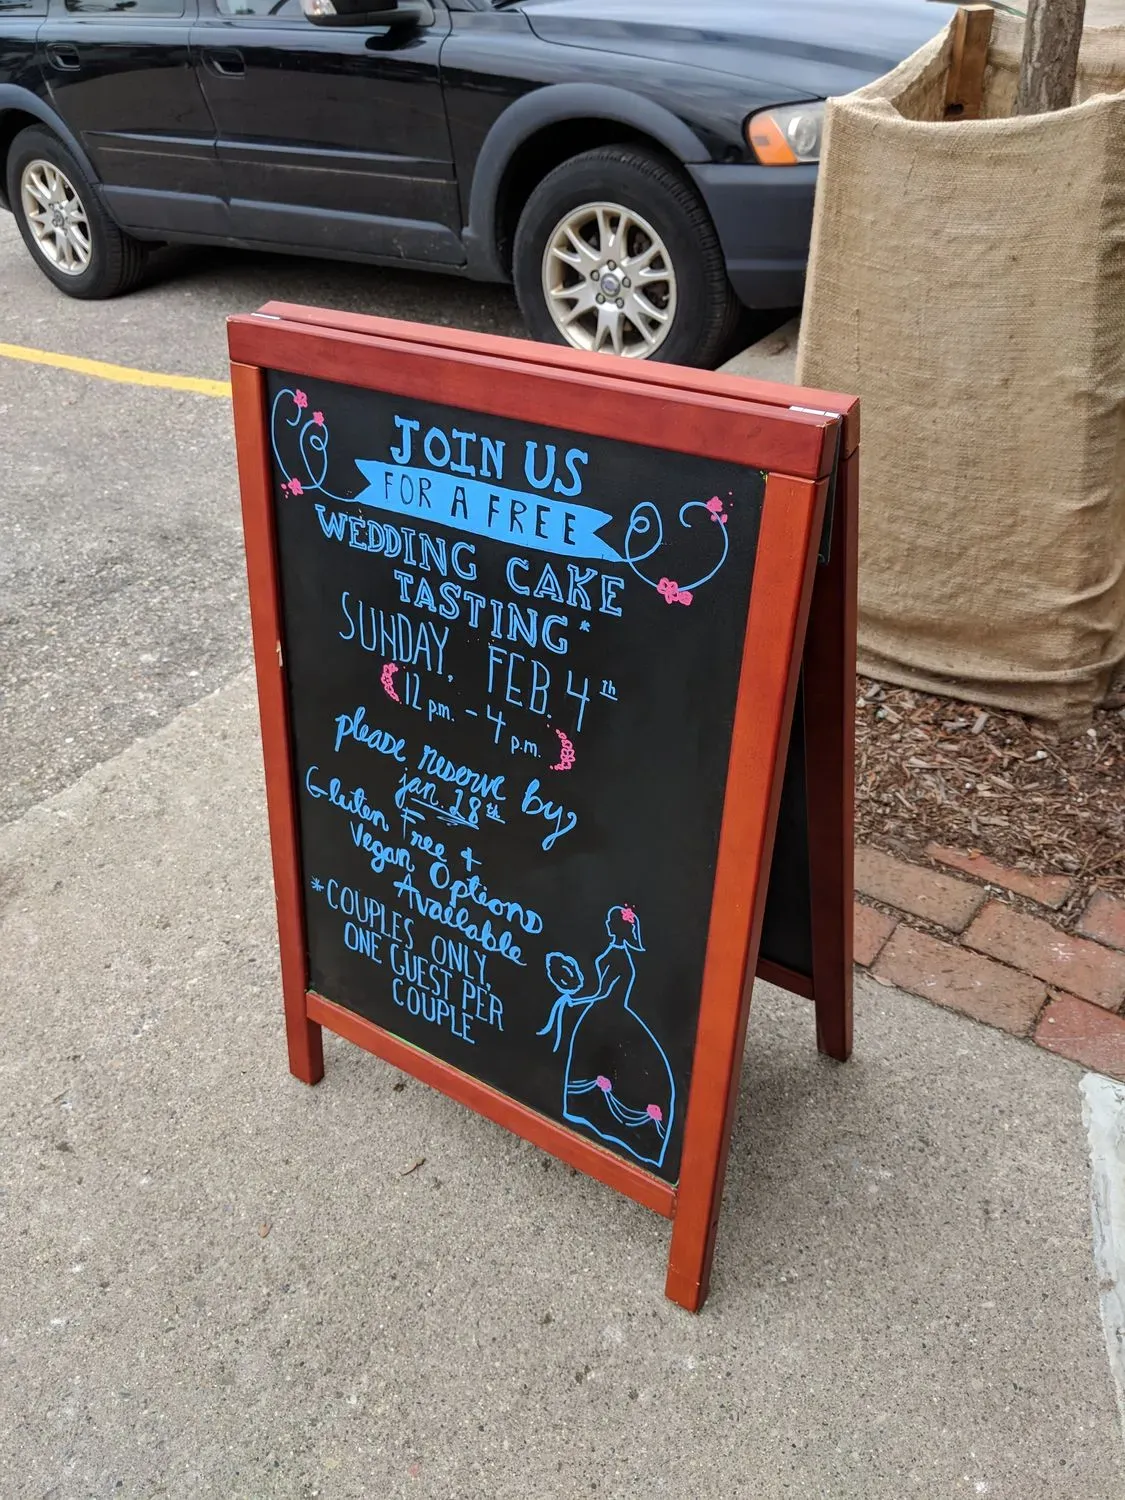 JOIN US
FOR A FREE
WEDDING CAKE
TASTING*
SUNDAY, FEB. 4th
12 p.m. - 4 p.m.
please reserve by
jan. 28th
Gluten Free +
Vegan Options
Available
*COUPLES ONLY,
ONE GUEST PER
COUPLE